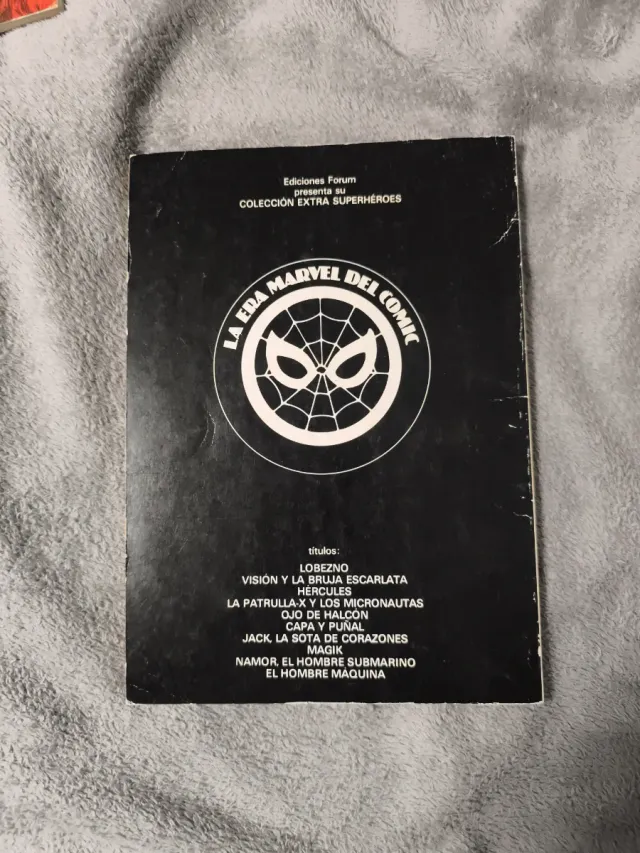 Ediciones Forum
presenta su
COLECCIÓN EXTRA SUPERHÉROES
LA ERA MARVEL DEL COMIC
títulos:
LOBEZNO
VISIÓN Y LA BRUJA ESCARLATA
HÉRCULES
LA PATRULLA-X Y LOS MICRONAUTAS
OJO DE HALCÓN
CAPA Y PUÑAL
JACK, LA SOTA DE CORAZONES
MAGIK
NAMOR, EL HOMBRE SUBMARINO
EL HOMBRE MÁQUINA